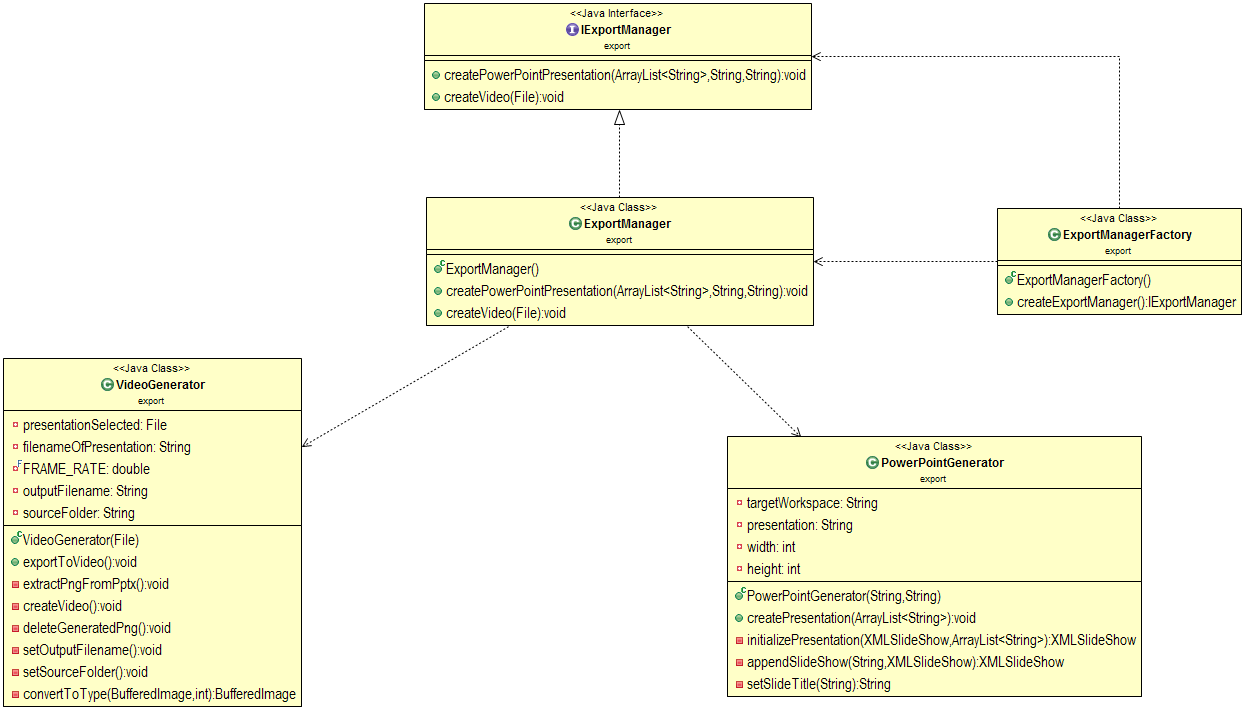 <<Java Interface>>
IExportManager
export
createPowerPointPresentation(ArrayList<String>,String,String):void
createVideo(File):void
<<Java Class>>
ExportManager
export
ExportManager()
createPowerPointPresentation(ArrayList<String>,String,String):void
createVideo(File):void
<<Java Class>>
ExportManagerFactory
export
ExportManagerFactory()
createExportManager():IExportManager
<<Java Class>>
VideoGenerator
export
presentationSelected: File
filenameOfPresentation: String
FRAME_RATE: double
outputFilename: String
sourceFolder: String
VideoGenerator(File)
exportToVideo():void
extractPngFromPptx():void
createVideo():void
deleteGeneratedPng():void
setOutputFilename():void
setSourceFolder():void
convertToType(BufferedImage,int):BufferedImage
<<Java Class>>
PowerPointGenerator
export
targetWorkspace: String
presentation: String
width: int
height: int
PowerPointGenerator(String,String)
createPresentation(ArrayList<String>):void
initializePresentation(XMLSlideShow,ArrayList<String>):XMLSlideShow
appendSlideShow(String,XMLSlideShow):XMLSlideShow
setSlideTitle(String):String